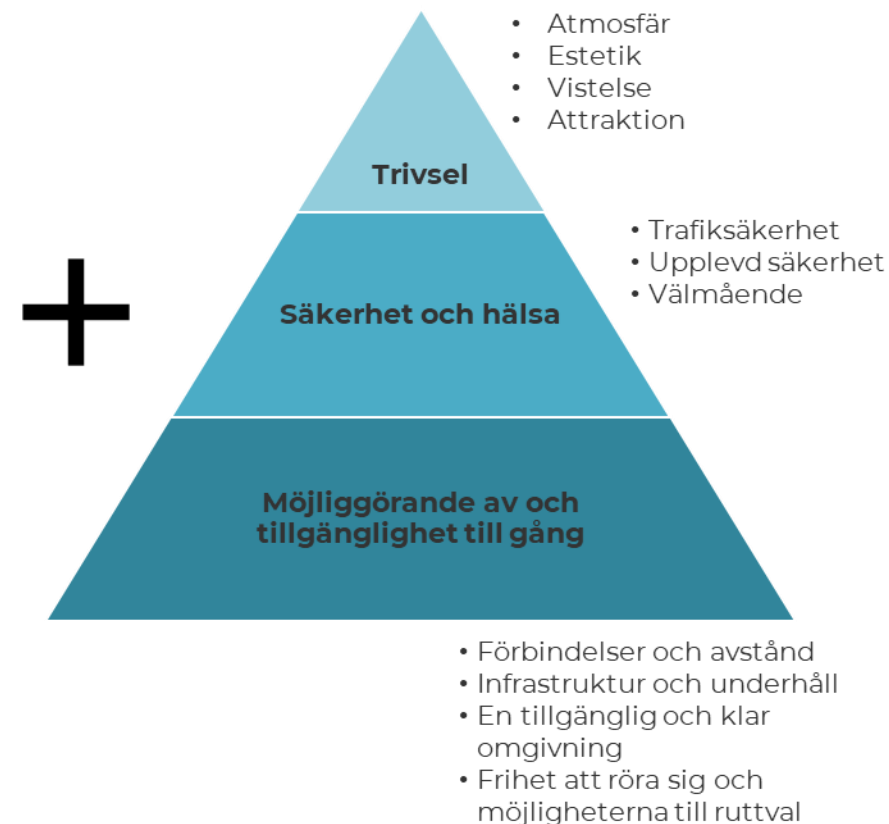 • Atmosfär
• Estetik
• Vistelse
• Attraktion
Trivsel
• Trafiksäkerhet
• Upplevd säkerhet
• Välmående
Säkerhet och hälsa
Möjliggörande av och
tillgänglighet till gång
• Förbindelser och avstånd
• Infrastruktur och underhåll
• En tillgänglig och klar
omgivning
• Frihet att röra sig och
möjligheterna till ruttval